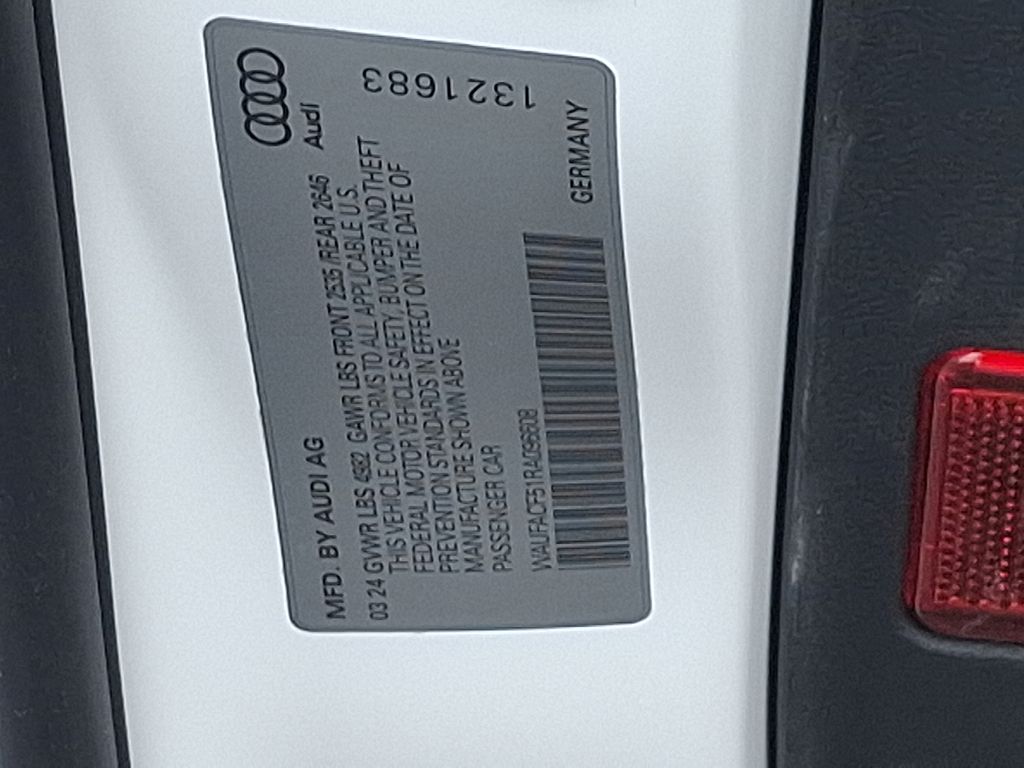 Audi
MFD. BY AUDI AG
03 24 GVWR LBS 4982 GAWR LBS FRONT 2535 /REAR 2646
THIS VEHICLE CONFORMS TO ALL APPLICABLE U.S.
FEDERAL MOTOR VEHICLE SAFETY, BUMPER AND THEFT
PREVENTION STANDARDS IN EFFECT ON THE DATE OF
MANUFACTURE SHOWN ABOVE
PASSENGER CAR
WAUFACF51RA096608
GERMANY
1321683